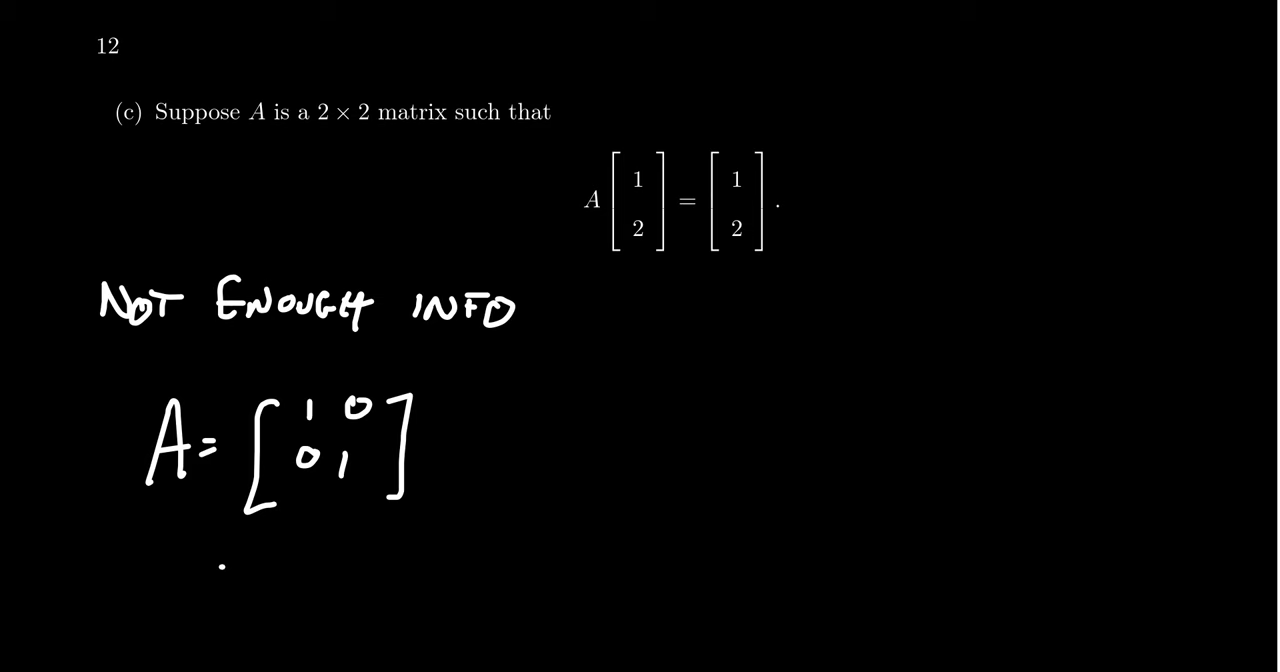 12
(c) Suppose A is a 2 × 2 matrix such that
A [ 1 2 ] = [ 1 2 ] .
NOT ENOUGH INFO
A = [ 1 0
0 1 ]